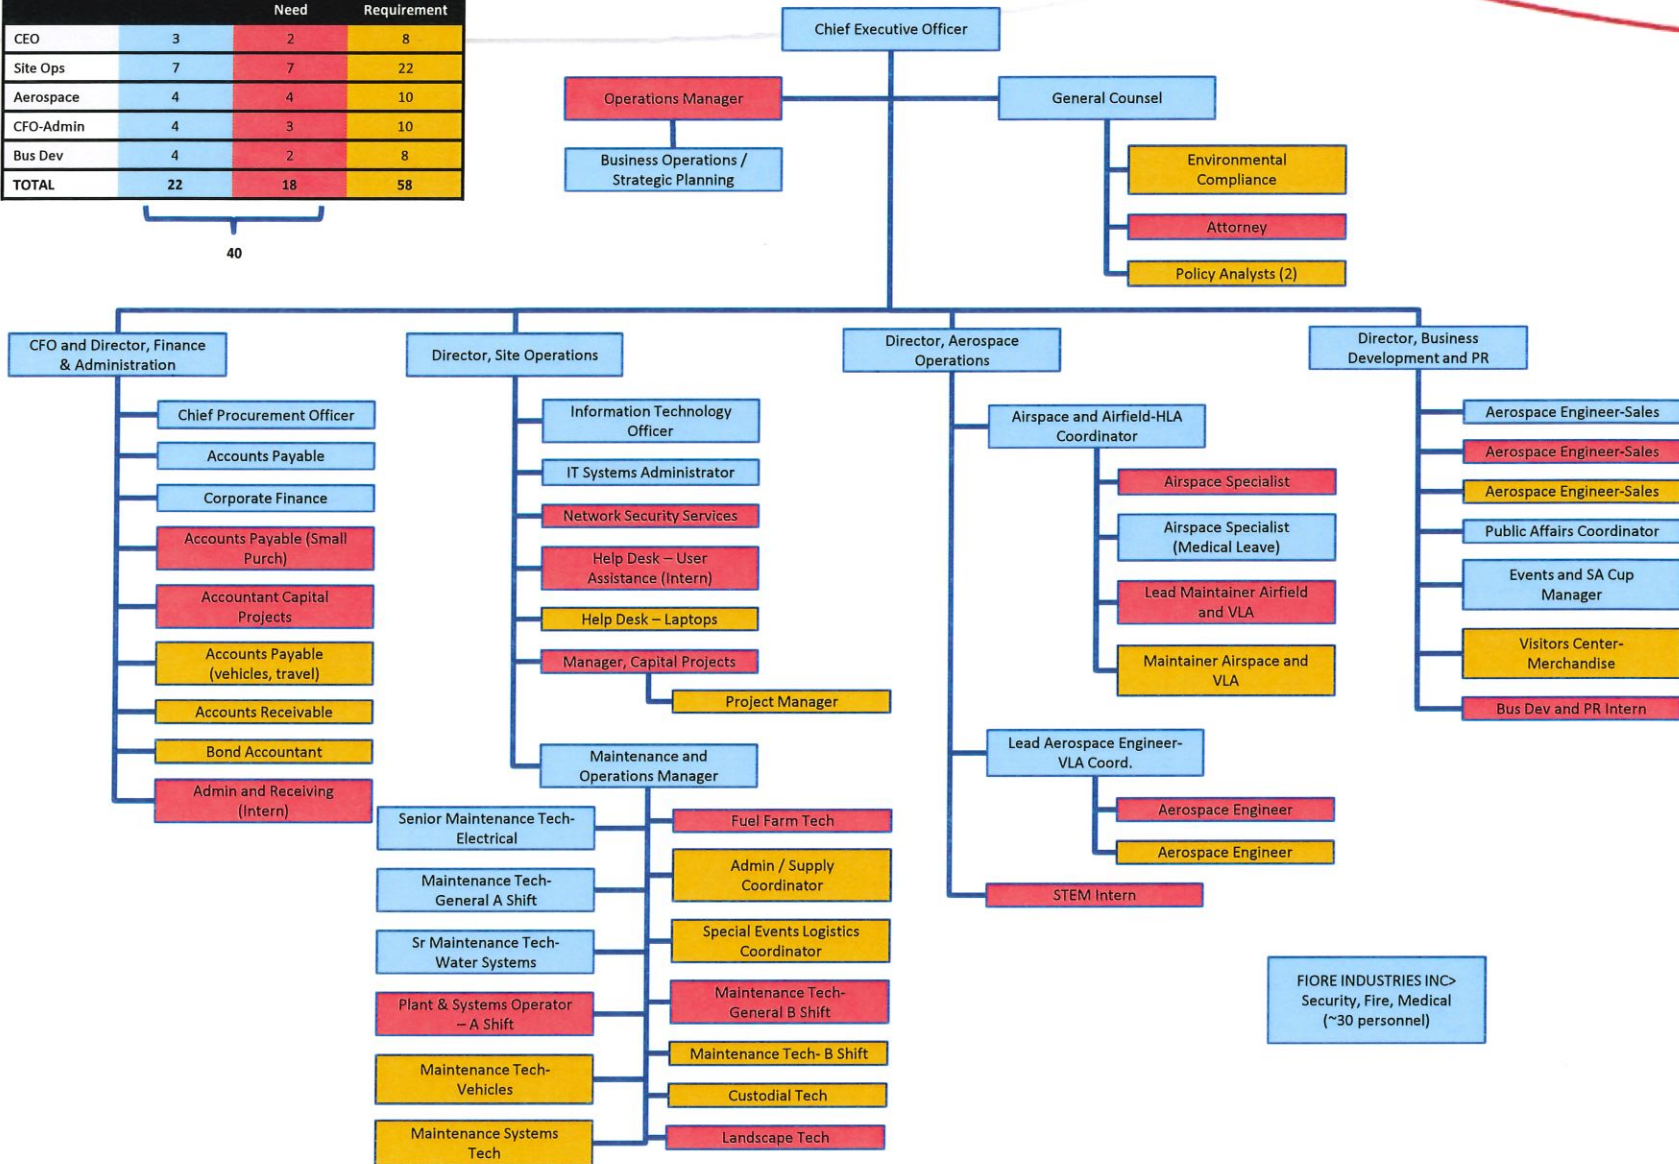 Need Requirement
CEO 3 2 8
Site Ops 7 7 22
Aerospace 4 4 10
CFO-Admin 4 3 10
Bus Dev 4 2 8
TOTAL 22 18 58
40
Chief Executive Officer
Operations Manager
General Counsel
Business Operations /
Strategic Planning
Environmental
Compliance
Attorney
Policy Analysts (2)
CFO and Director, Finance
& Administration
Chief Procurement Officer
Accounts Payable
Corporate Finance
Accounts Payable (Small
Purch)
Accountant Capital
Projects
Accounts Payable
(vehicles, travel)
Accounts Receivable
Bond Accountant
Admin and Receiving
(Intern)
Director, Site Operations
Information Technology
Officer
IT Systems Administrator
Network Security Services
Help Desk – User
Assistance (Intern)
Help Desk – Laptops
Manager, Capital Projects
Project Manager
Maintenance and
Operations Manager
Senior Maintenance Tech-
Electrical
Maintenance Tech-
General A Shift
Sr Maintenance Tech-
Water Systems
Plant & Systems Operator
– A Shift
Maintenance Tech-
Vehicles
Maintenance Systems
Tech
Fuel Farm Tech
Admin / Supply
Coordinator
Special Events Logistics
Coordinator
Maintenance Tech-
General B Shift
Maintenance Tech- B Shift
Custodial Tech
Landscape Tech
Director, Aerospace
Operations
Airspace and Airfield-HLA
Coordinator
Airspace Specialist
Airspace Specialist
(Medical Leave)
Lead Maintainer Airfield
and VLA
Maintainer Airspace and
VLA
Lead Aerospace Engineer-
VLA Coord.
Aerospace Engineer
Aerospace Engineer
STEM Intern
Director, Business
Development and PR
Aerospace Engineer-Sales
Aerospace Engineer-Sales
Aerospace Engineer-Sales
Public Affairs Coordinator
Events and SA Cup
Manager
Visitors Center-
Merchandise
Bus Dev and PR Intern
FIORE INDUSTRIES INC>
Security, Fire, Medical
(~30 personnel)